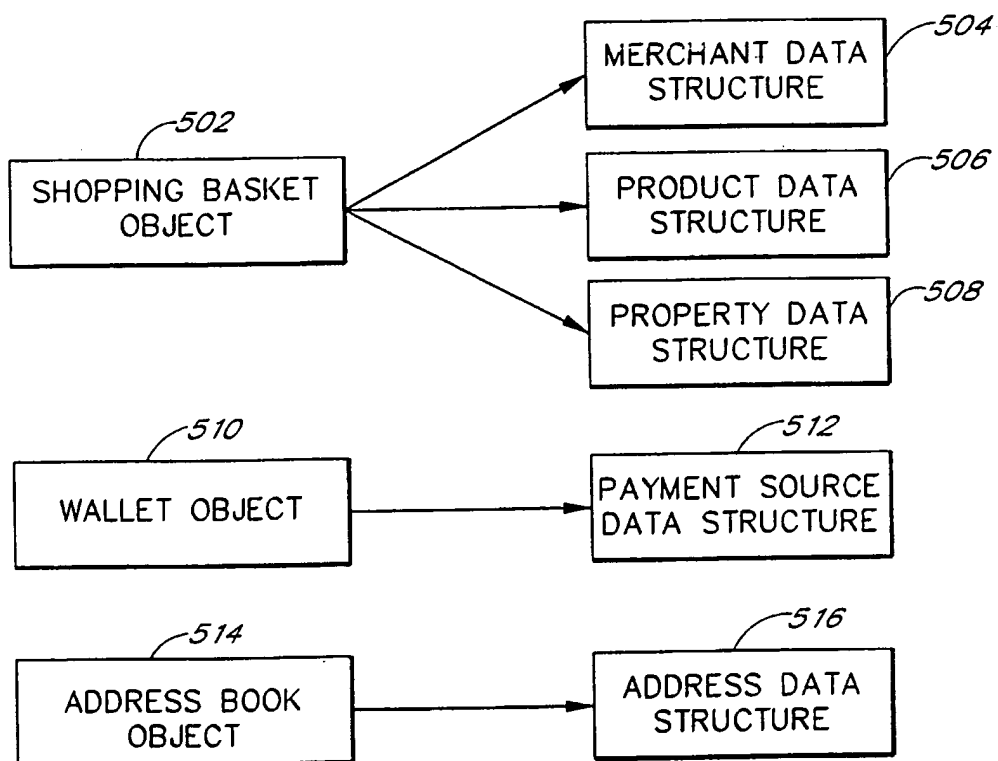 504
MERCHANT DATA
STRUCTURE
502
SHOPPING BASKET
OBJECT
506
PRODUCT DATA
STRUCTURE
508
PROPERTY DATA
STRUCTURE
510
WALLET OBJECT
512
PAYMENT SOURCE
DATA STRUCTURE
514
ADDRESS BOOK
OBJECT
516
ADDRESS DATA
STRUCTURE